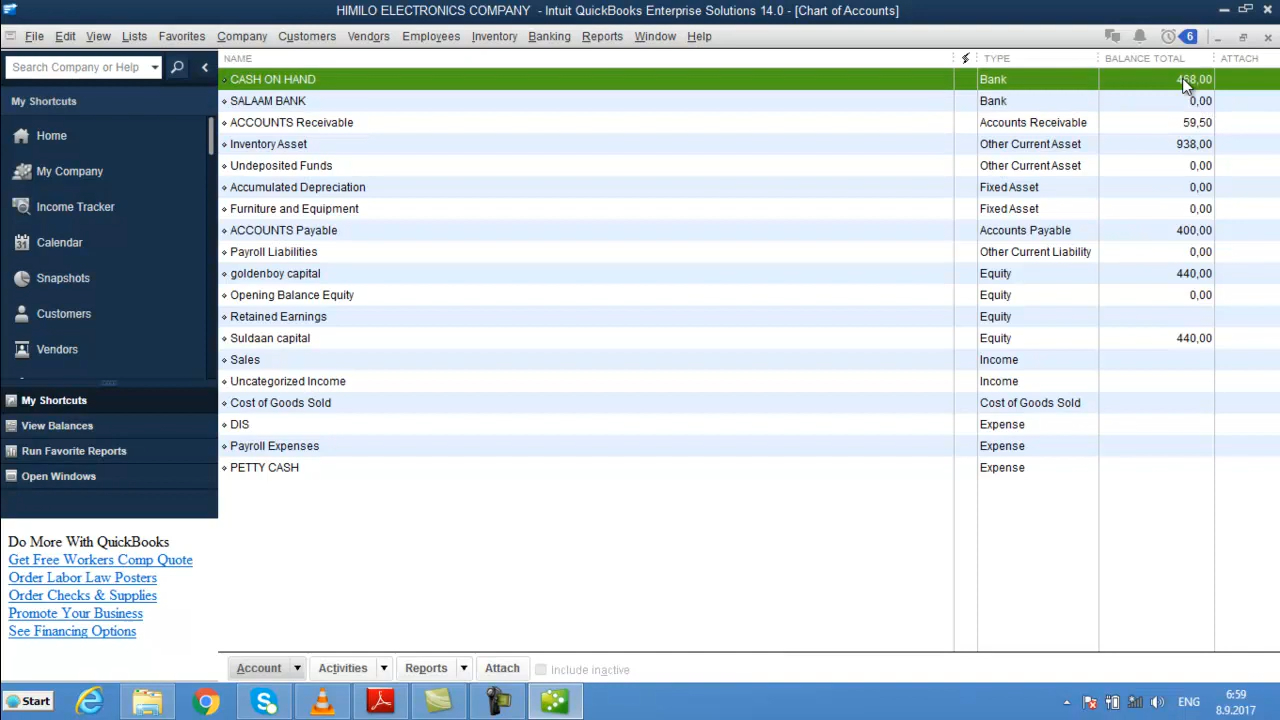 HIMILO ELECTRONICS COMPANY - Intuit QuickBooks Enterprise Solutions 14.0 - [Chart of Accounts]
File Edit View Lists Favorites Company Customers Vendors Employees Inventory Banking Reports Window Help 6
Search Company or Help
My Shortcuts
Home
My Company
Income Tracker
Calendar
Snapshots
Customers
Vendors
My Shortcuts
View Balances
Run Favorite Reports
Open Windows
Do More With QuickBooks
Get Free Workers Comp Quote
Order Labor Law Posters
Order Checks & Supplies
Promote Your Business
See Financing Options
NAME TYPE BALANCE TOTAL ATTACH
CASH ON HAND Bank 468,00
SALAAM BANK Bank 0,00
ACCOUNTS Receivable Accounts Receivable 59,50
Inventory Asset Other Current Asset 938,00
Undeposited Funds Other Current Asset 0,00
Accumulated Depreciation Fixed Asset 0,00
Furniture and Equipment Fixed Asset 0,00
ACCOUNTS Payable Accounts Payable 400,00
Payroll Liabilities Other Current Liability 0,00
goldenboy capital Equity 440,00
Opening Balance Equity Equity 0,00
Retained Earnings Equity
Suldaan capital Equity 440,00
Sales Income
Uncategorized Income Income
Cost of Goods Sold Cost of Goods Sold
DIS Expense
Payroll Expenses Expense
PETTY CASH Expense
Account Activities Reports Attach Include inactive
Start ENG 6:59
8.9.2017